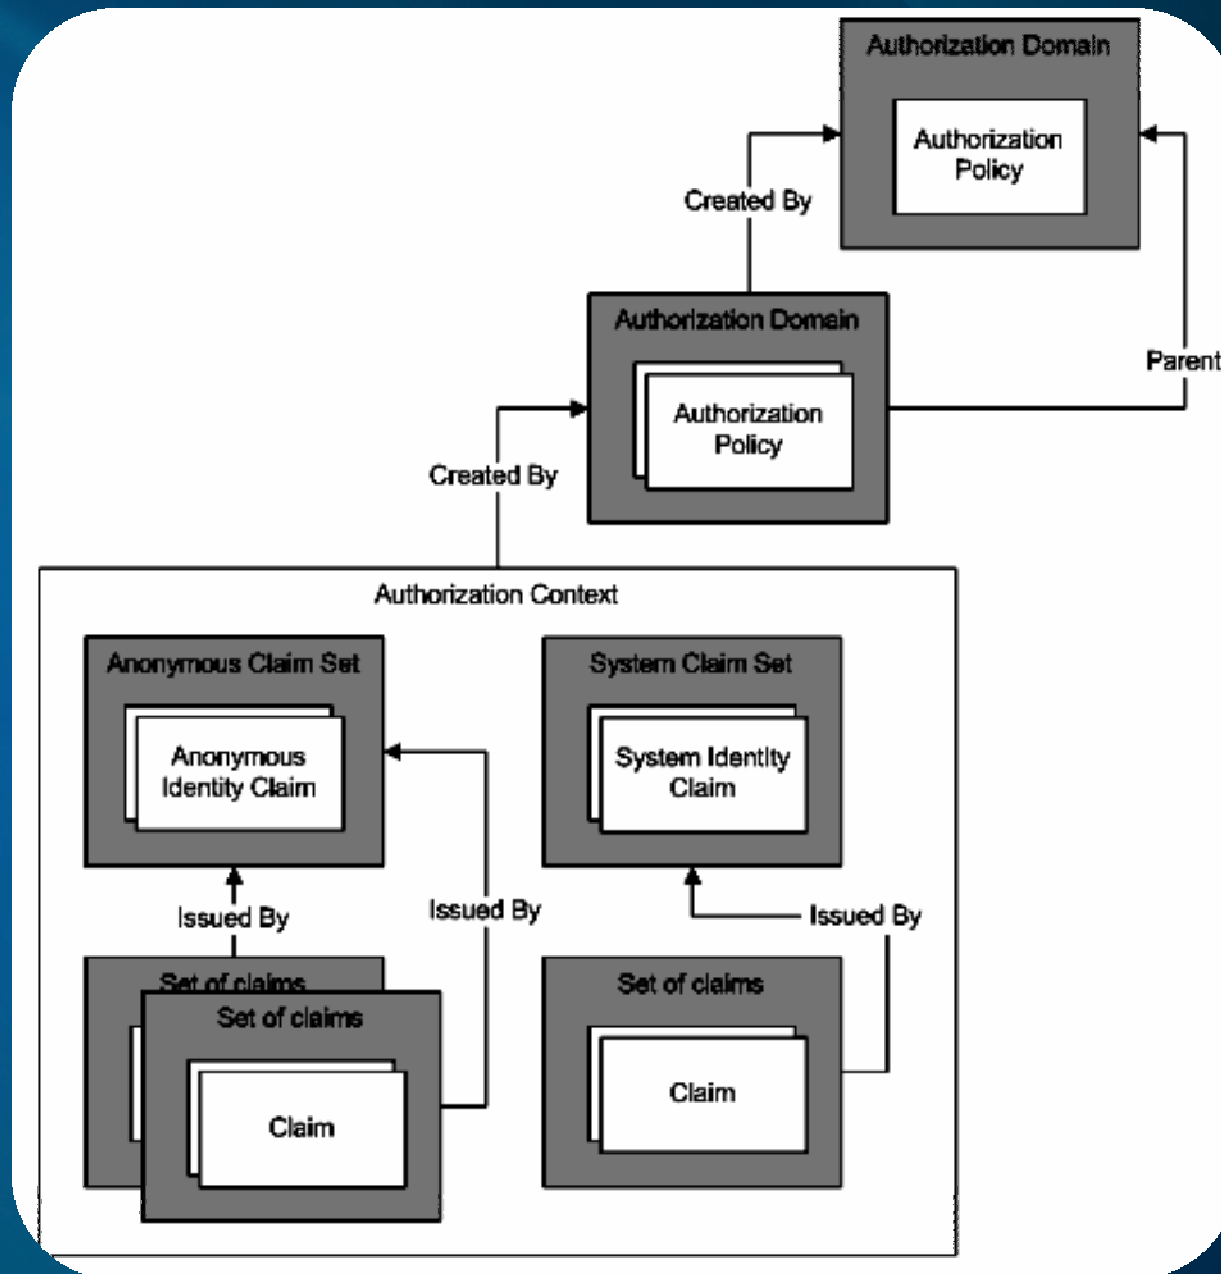 Authorization Domain
Authorization
Policy
Created By
Authorization Domain
Parent
Authorization
Policy
Created By
Authorization Context
Anonymous Claim Set
System Claim Set
Anonymous
Identity Claim
System Identity
Claim
Issued By
Issued By
Issued By
Set of claims
Set of claims
Set of claims
Claim
Claim